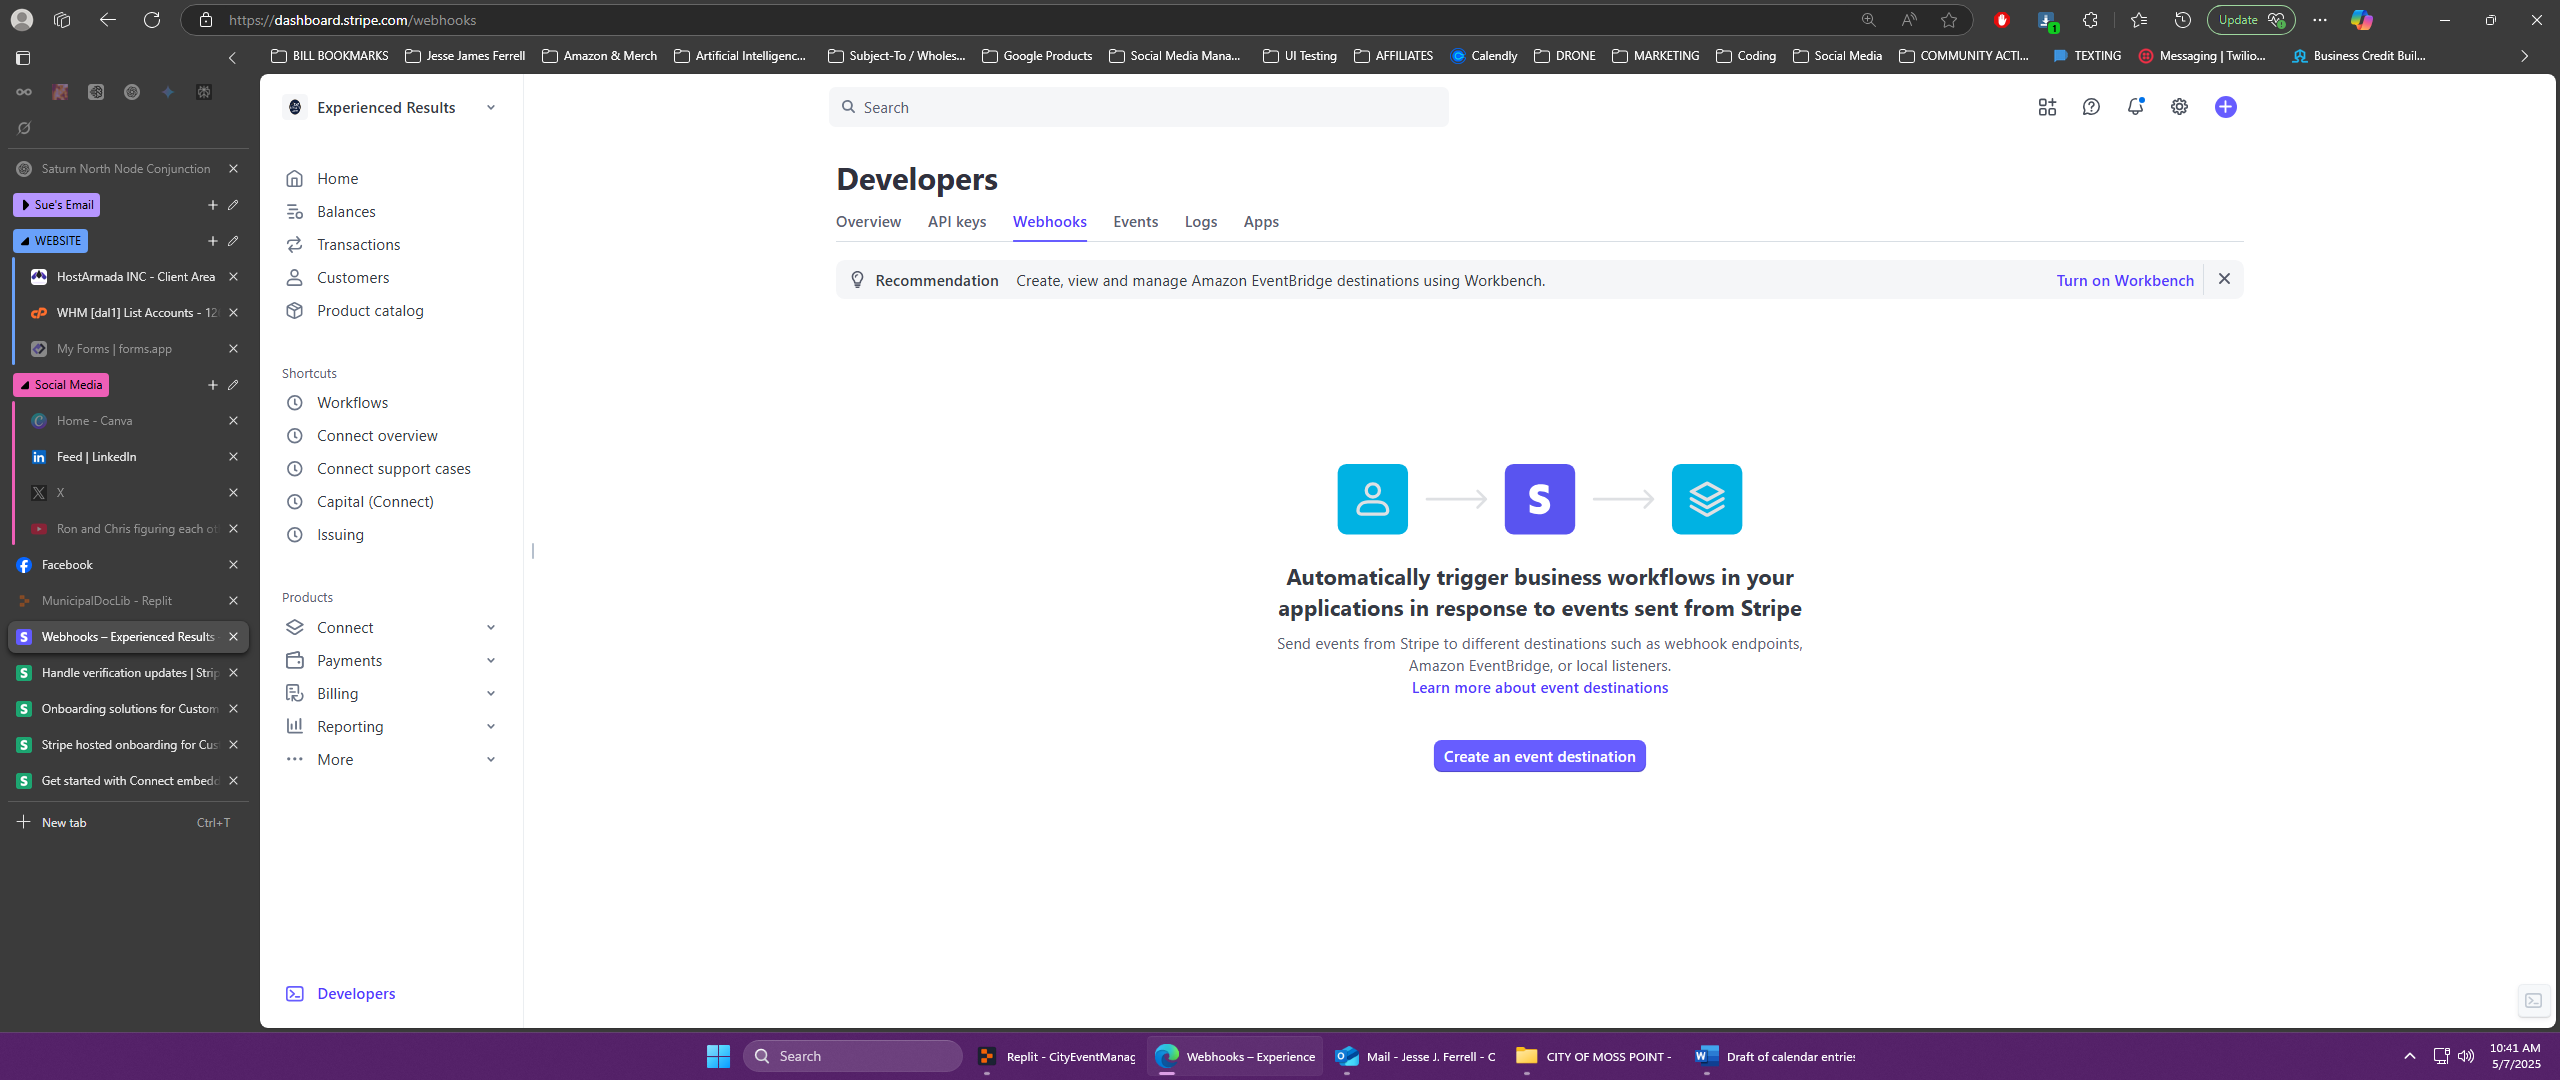 https://dashboard.stripe.com/webhooks
Update
BILL BOOKMARKS
Jesse James Ferrell
Amazon & Merch
Artificial Intelligenc...
Subject-To / Wholes...
Google Products
Social Media Mana...
UI Testing
AFFILIATES
Calendly
DRONE
MARKETING
Coding
Social Media
COMMUNITY ACTI...
TEXTING
Messaging | Twilio...
Business Credit Buil...
Saturn North Node Conjunction
Sue's Email
WEBSITE
HostArmada INC - Client Area
WHM [dal1] List Accounts - 12
My Forms | forms.app
Social Media
Home - Canva
Feed | LinkedIn
X
Ron and Chris figuring each ot
Facebook
MunicipalDocLib - Replit
Webhooks – Experienced Results
Handle verification updates | Strip
Onboarding solutions for Custom
Stripe hosted onboarding for Cus
Get started with Connect embedd
New tab Ctrl+T
Experienced Results
Home
Balances
Transactions
Customers
Product catalog
Shortcuts
Workflows
Connect overview
Connect support cases
Capital (Connect)
Issuing
Products
Connect
Payments
Billing
Reporting
More
Developers
Search
Developers
Overview API keys Webhooks Events Logs Apps
Recommendation Create, view and manage Amazon EventBridge destinations using Workbench. Turn on Workbench
S
Automatically trigger business workflows in your
applications in response to events sent from Stripe
Send events from Stripe to different destinations such as webhook endpoints,
Amazon EventBridge, or local listeners.
Learn more about event destinations
Create an event destination
Search
Replit - CityEventManag
Webhooks – Experience
Mail - Jesse J. Ferrell - C
CITY OF MOSS POINT -
Draft of calendar entrie
10:41 AM
5/7/2025